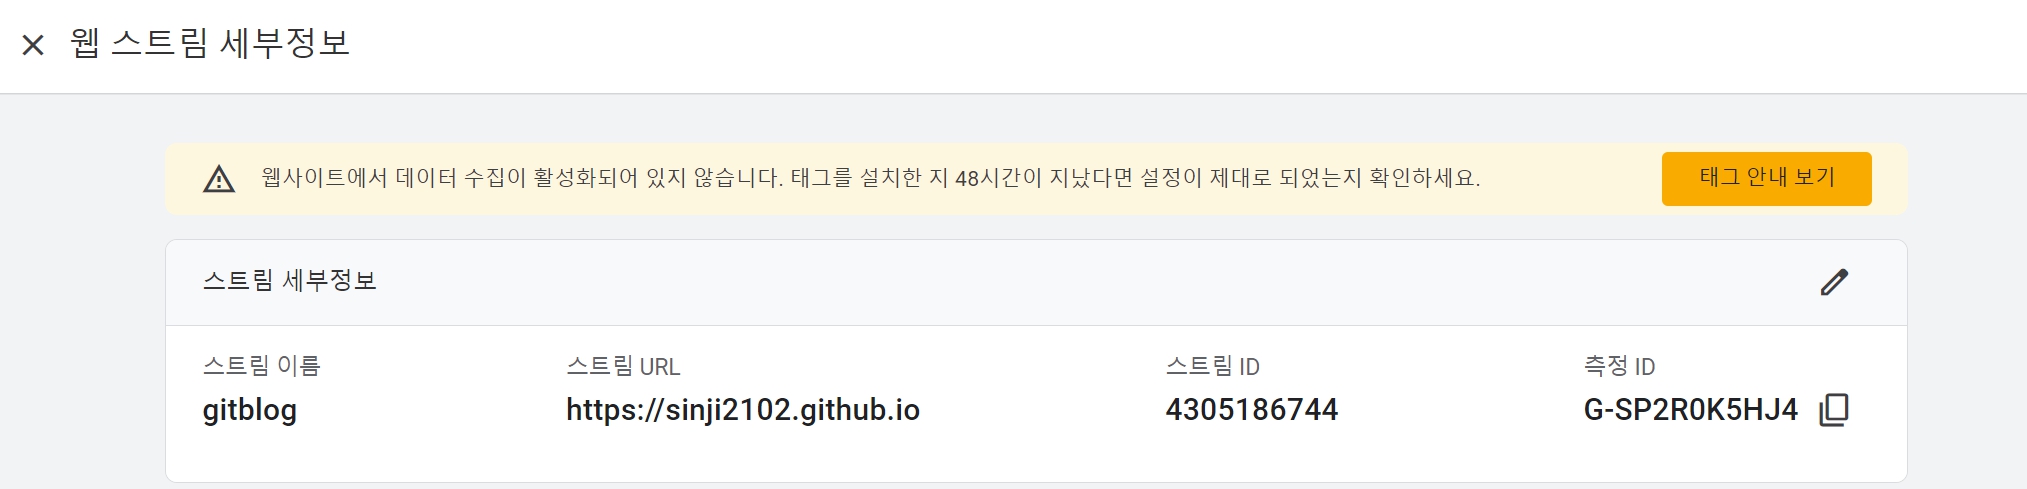 웹 스트림 세부정보
웹사이트에서 데이터 수집이 활성화되어 있지 않습니다. 태그를 설치한 지 48시간이 지났다면 설정이 제대로 되었는지 확인하세요.
태그 안내 보기
스트림 세부정보
스트림 이름
gitblog
스트림 URL
https://sinji2102.github.io
스트림 ID
4305186744
측정 ID
G-SP2R0K5HJ4